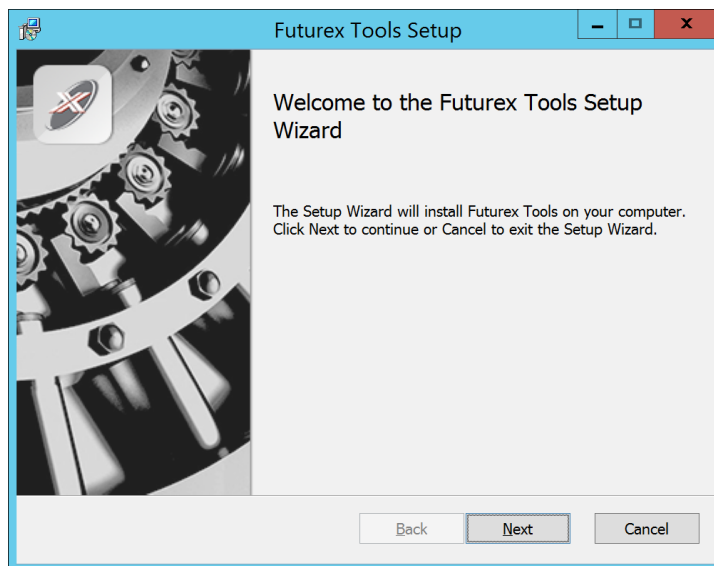 Futurex Tools Setup
Welcome to the Futurex Tools Setup
Wizard
The Setup Wizard will install Futurex Tools on your computer.
Click Next to continue or Cancel to exit the Setup Wizard.
Back
Next
Cancel